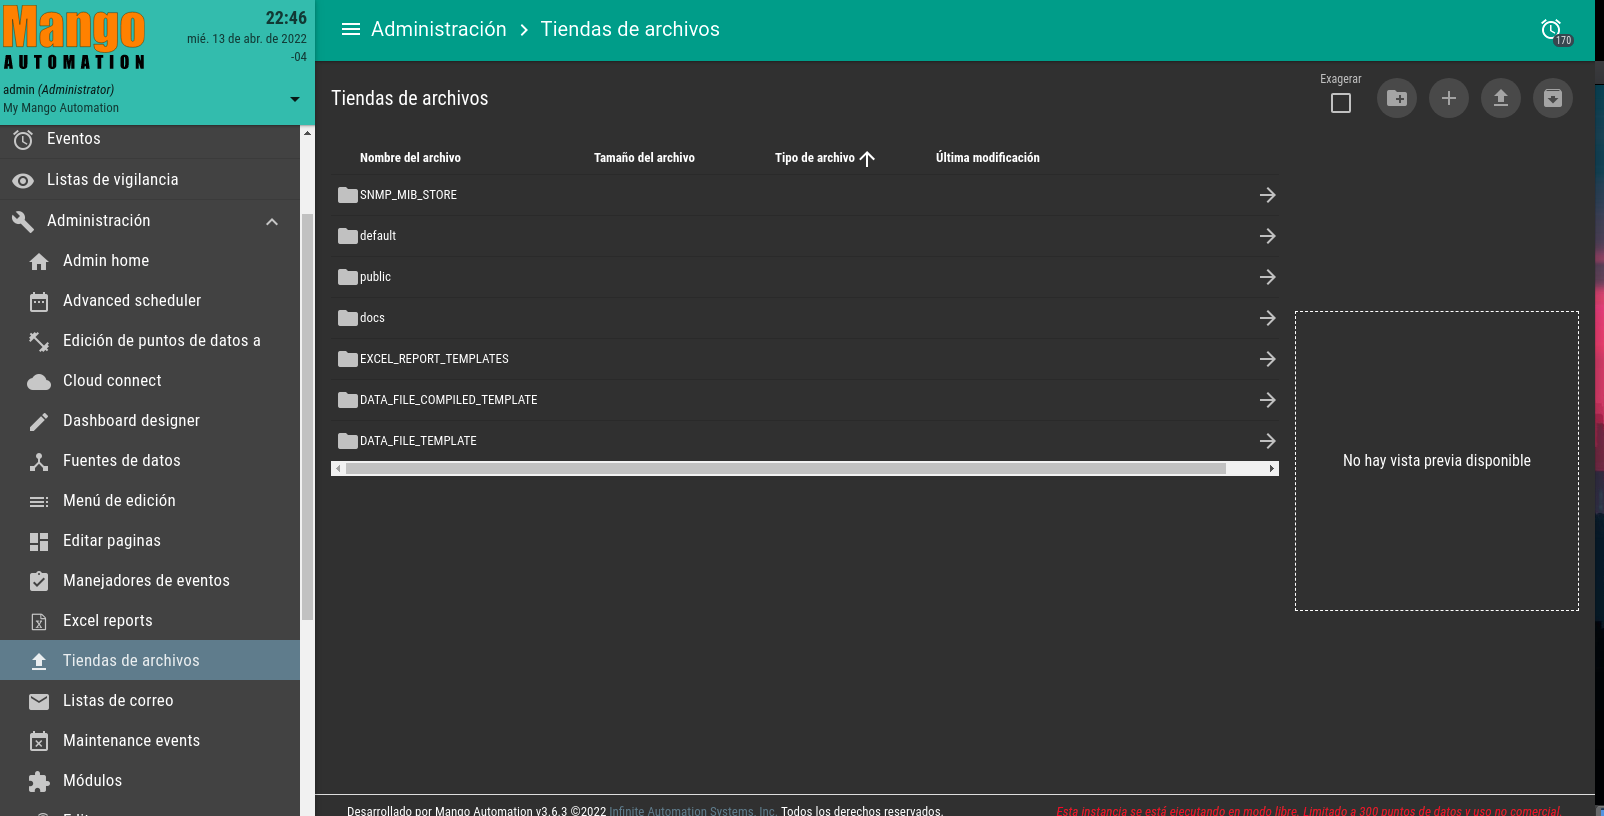 Mango
AUTOMATION
22:46
mié. 13 de abr. de 2022
-04
admin (Administrator)
My Mango Automation
Eventos
Listas de vigilancia
Administración
Admin home
Advanced scheduler
Edición de puntos de datos a
Cloud connect
Dashboard designer
Fuentes de datos
Menú de edición
Editar paginas
Manejadores de eventos
Excel reports
Tiendas de archivos
Listas de correo
Maintenance events
Módulos
Administración > Tiendas de archivos
170
Tiendas de archivos
Exagerar
Nombre del archivo Tamaño del archivo Tipo de archivo Última modificación
SNMP_MIB_STORE
default
public
docs
EXCEL_REPORT_TEMPLATES
DATA_FILE_COMPILED_TEMPLATE
DATA_FILE_TEMPLATE
No hay vista previa disponible
Desarrollado por Mango Automation v3.6.3 ©2022 Infinite Automation Systems, Inc. Todos los derechos reservados.
Esta instancia se está ejecutando en modo libre. Limitado a 300 puntos de datos y uso no comercial.